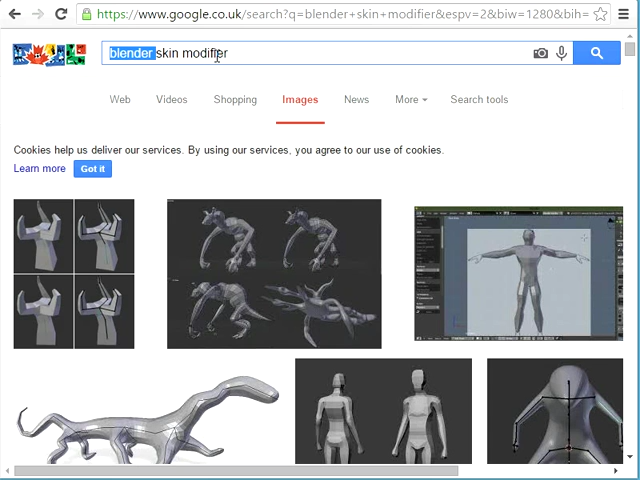 https://www.google.co.uk/search?q=blender+skin+modifier&espv=2&biw=1280&bih=
blender skin modifier
Web Videos Shopping Images News More Search tools
Cookies help us deliver our services. By using our services, you agree to our use of cookies.
Learn more Got it